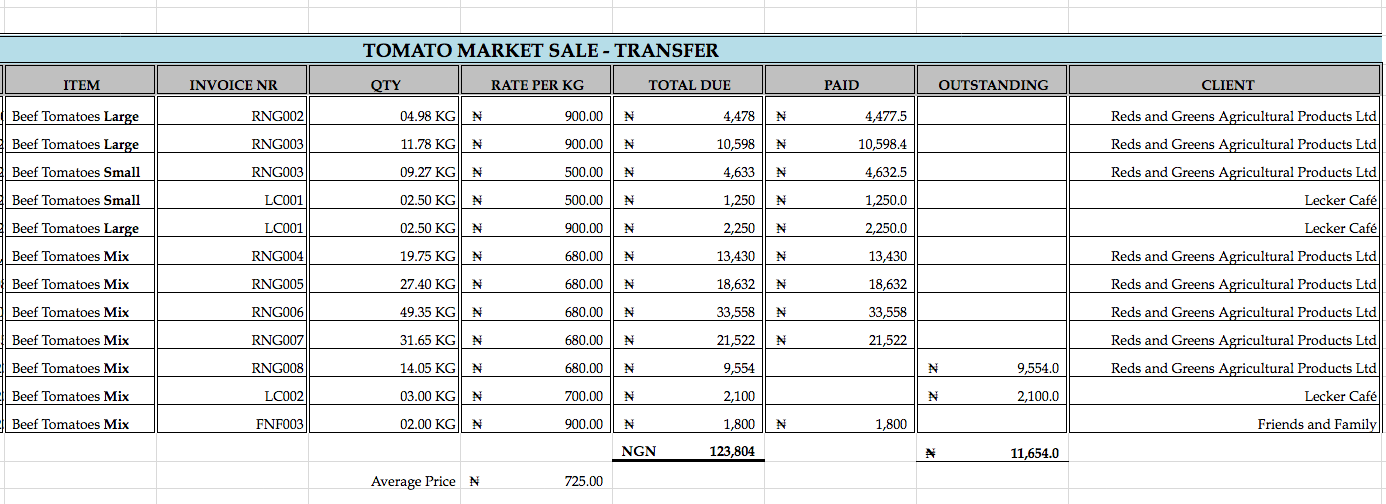 TOMATO MARKET SALE - TRANSFER
ITEM INVOICE NR QTY RATE PER KG TOTAL DUE PAID OUTSTANDING CLIENT
Beef Tomatoes Large RNG002 04.98 KG ₦ 900.00 ₦ 4,478 ₦ 4,477.5 Reds and Greens Agricultural Products Ltd
Beef Tomatoes Large RNG003 11.78 KG ₦ 900.00 ₦ 10,598 ₦ 10,598.4 Reds and Greens Agricultural Products Ltd
Beef Tomatoes Small RNG003 09.27 KG ₦ 500.00 ₦ 4,633 ₦ 4,632.5 Reds and Greens Agricultural Products Ltd
Beef Tomatoes Small LC001 02.50 KG ₦ 500.00 ₦ 1,250 ₦ 1,250.0 Lecker Café
Beef Tomatoes Large LC001 02.50 KG ₦ 900.00 ₦ 2,250 ₦ 2,250.0 Lecker Café
Beef Tomatoes Mix RNG004 19.75 KG ₦ 680.00 ₦ 13,430 ₦ 13,430 Reds and Greens Agricultural Products Ltd
Beef Tomatoes Mix RNG005 27.40 KG ₦ 680.00 ₦ 18,632 ₦ 18,632 Reds and Greens Agricultural Products Ltd
Beef Tomatoes Mix RNG006 49.35 KG ₦ 680.00 ₦ 33,558 ₦ 33,558 Reds and Greens Agricultural Products Ltd
Beef Tomatoes Mix RNG007 31.65 KG ₦ 680.00 ₦ 21,522 ₦ 21,522 Reds and Greens Agricultural Products Ltd
Beef Tomatoes Mix RNG008 14.05 KG ₦ 680.00 ₦ 9,554 ₦ 9,554.0 Reds and Greens Agricultural Products Ltd
Beef Tomatoes Mix LC002 03.00 KG ₦ 700.00 ₦ 2,100 ₦ 2,100.0 Lecker Café
Beef Tomatoes Mix FNF003 02.00 KG ₦ 900.00 ₦ 1,800 ₦ 1,800 Friends and Family
NGN 123,804 ₦ 11,654.0
Average Price ₦ 725.00